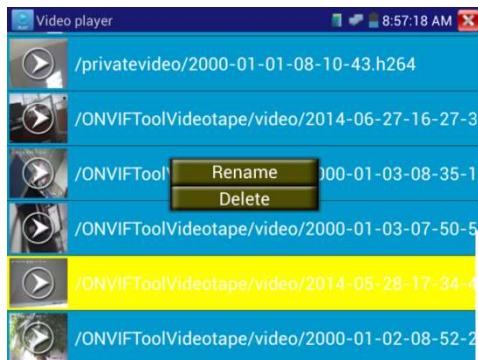 Video player
8:57:18 AM
/privatevideo/2000-01-01-08-10-43.h264
/ONVIFToolVideotape/video/2014-06-27-16-27-3
/ONVIFTool 000-01-03-08-35-1
Rename
Delete
/ONVIFToolVideotape/video/2000-01-03-07-50-5
/ONVIFToolVideotape/video/2014-05-28-17-34-4
/ONVIFToolVideotape/video/2000-01-02-08-52-2